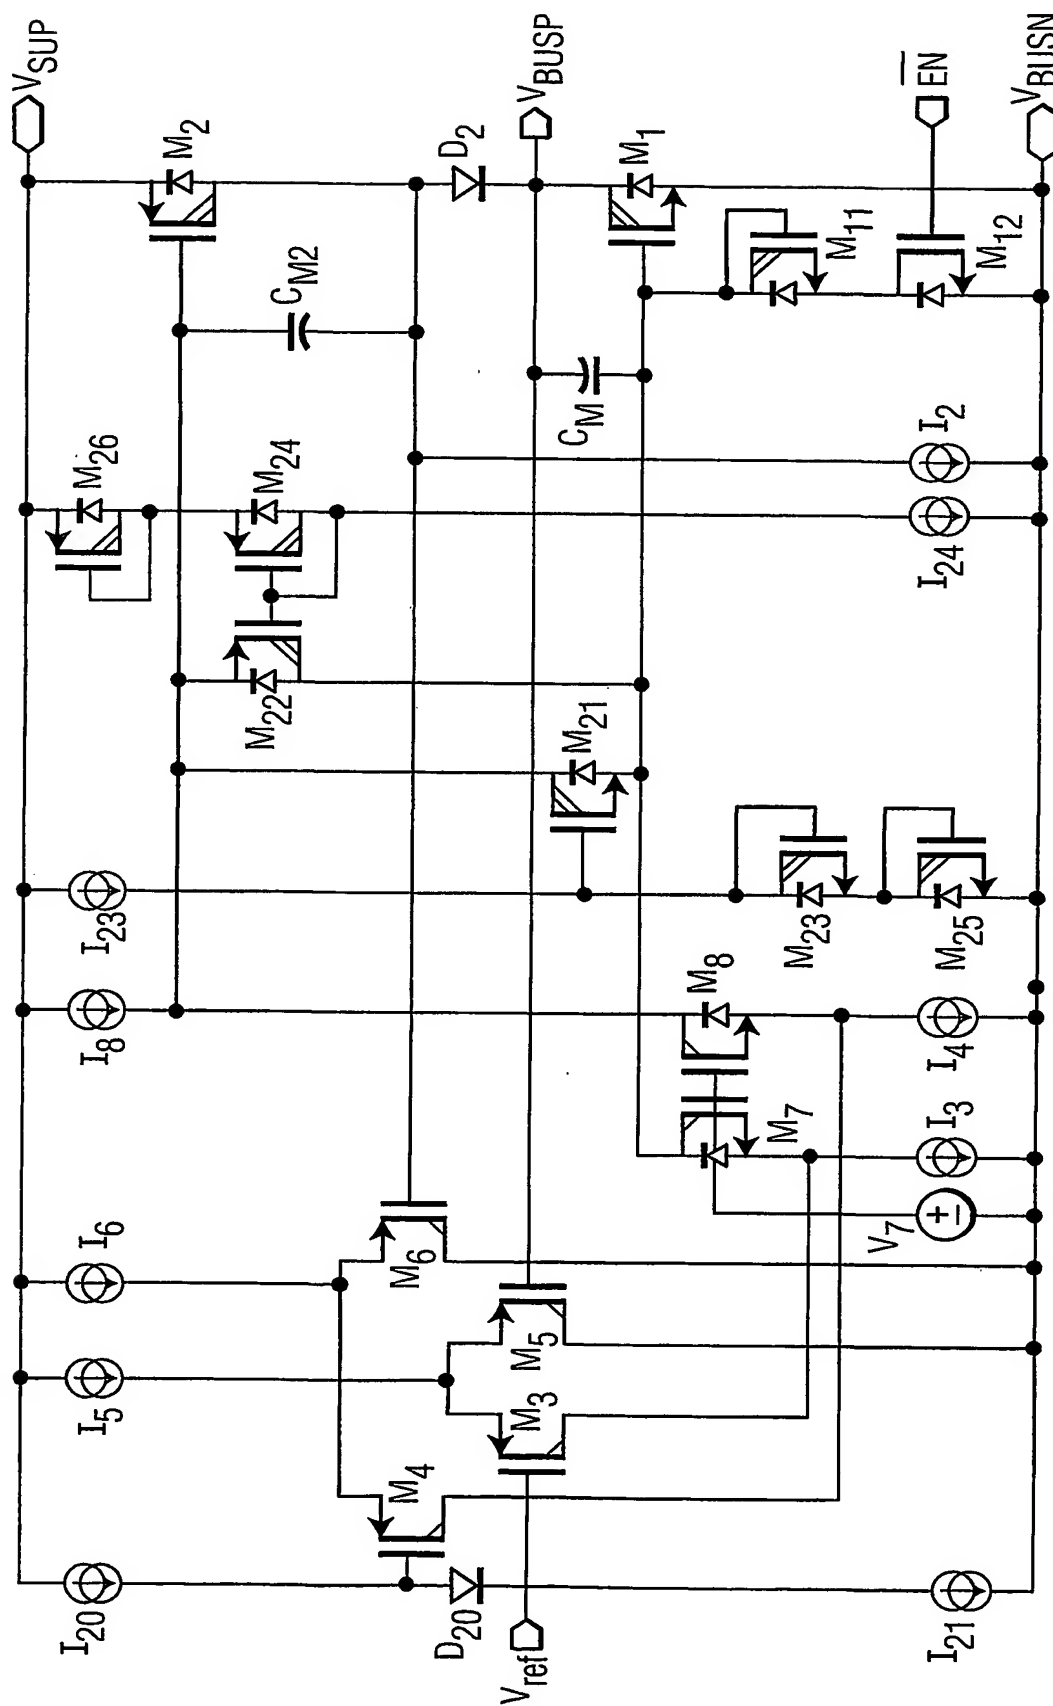 V_SUP
M_2
D_2
V_BUSP
M_1
EN
V_BUSN
C_M2
M_11
M_12
M_26
M_24
C_M
I_2
I_24
M_22
M_21
I_23
M_23
M_25
I_8
M_8
I_4
M_7
I_3
V_7
I_6
M_6
I_5
M_5
M_3
M_4
I_20
D_20
V_ref
I_21